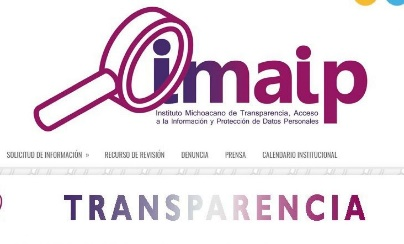 imaip
Instituto Michoacano de Transparencia, Acceso
a la Información y Protección de Datos Personales
SOLICITUD DE INFORMACIÓN »
RECURSO DE REVISIÓN
DENUNCIA
PRENSA
CALENDARIO INSTITUCIONAL
TRANSPARENCIA